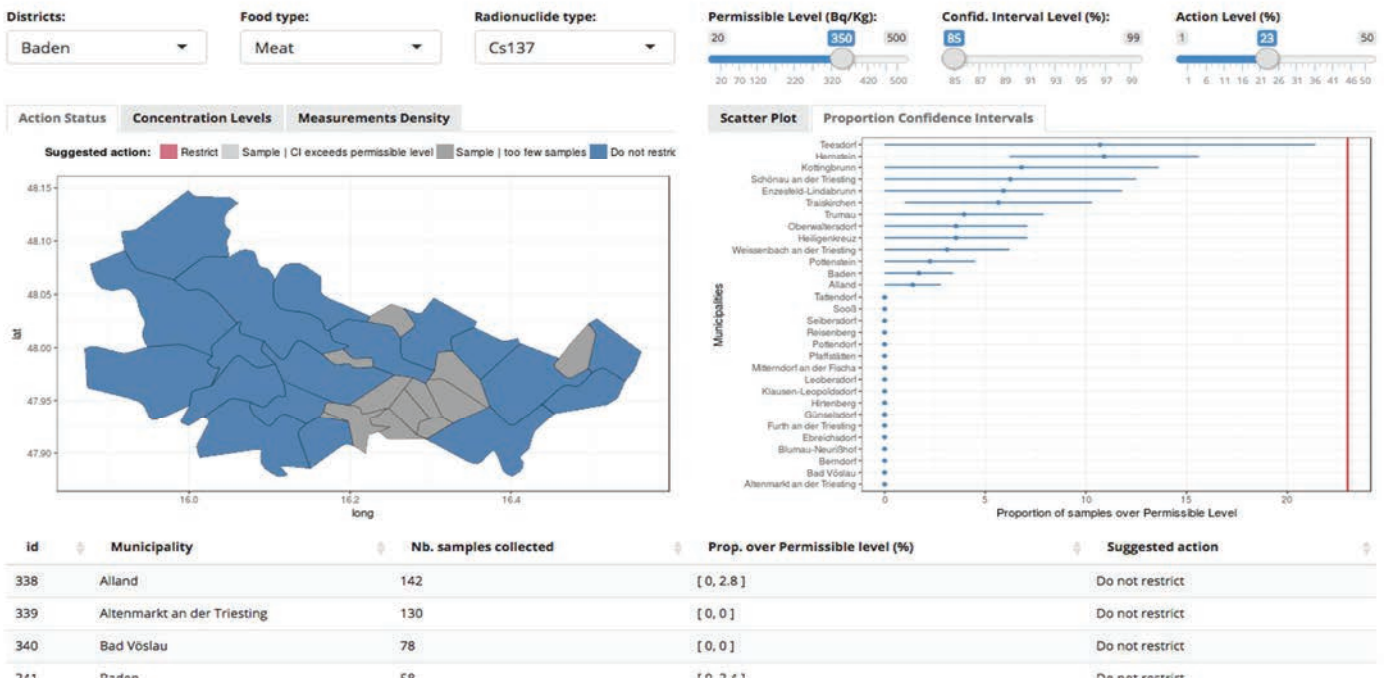 Districts: Food type: Radionuclide type: Permissible Level (Bq/Kg): Confid. Interval Level (%): Action Level (%)
Baden Meat Cs137
20 350 500 85 99 1 23 50
20 70 120 220 320 420 500 85 87 89 91 93 95 97 99 1 6 11 16 21 26 31 36 41 46 50
Action Status Concentration Levels Measurements Density
Suggested action: Restrict Sample | CI exceeds permissible level Sample | too few samples Do not restric
48.15
48.10
48.05
48.00
47.95
47.90
lat
16.0 16.2 16.4
long
Scatter Plot Proportion Confidence Intervals
Teesdorf
Hernstein
Kottingbrunn
Schönau an der Triesting
Enzesfeld-Lindabrunn
Traiskirchen
Trumau
Oberwaltersdorf
Heiligenkreuz
Weissenbach an der Triesting
Pottenstein
Baden
Alland
Tattendorf
Sooß
Seibersdorf
Reisenberg
Pottendorf
Pfaffstätten
Mitterndorf an der Fischa
Leobersdorf
Klausen-Leopoldsdorf
Hirtenberg
Günselsdorf
Furth an der Triesting
Ebreichsdorf
Blumau-Neurißhof
Berndorf
Bad Vöslau
Altenmarkt an der Triesting
Municipalities
0 5 10 15 20
Proportion of samples over Permissible Level
id Municipality Nb. samples collected Prop. over Permissible level (%) Suggested action
338 Alland 142 [ 0, 2.8 ] Do not restrict
339 Altenmarkt an der Triesting 130 [ 0, 0 ] Do not restrict
340 Bad Vöslau 78 [ 0, 0 ] Do not restrict
341 Baden 58 [ 0, 3.4 ] Do not restrict